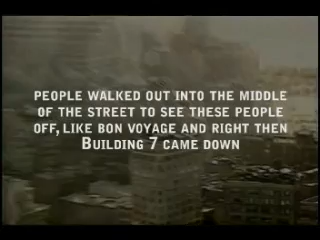 PEOPLE WALKED OUT INTO THE MIDDLE
OF THE STREET TO SEE THESE PEOPLE
OFF, LIKE BON VOYAGE AND RIGHT THEN
BUILDING 7 CAME DOWN